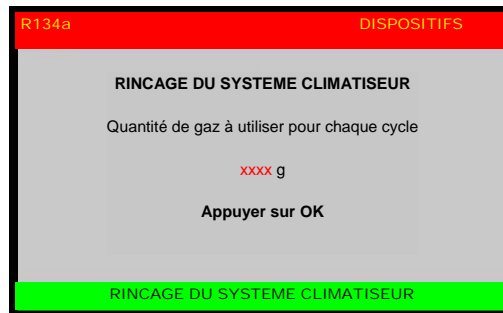 R134a DISPOSITIFS
RINCAGE DU SYSTEME CLIMATISEUR
Quantité de gaz à utiliser pour chaque cycle
xxxx g
Appuyer sur OK
RINCAGE DU SYSTEME CLIMATISEUR